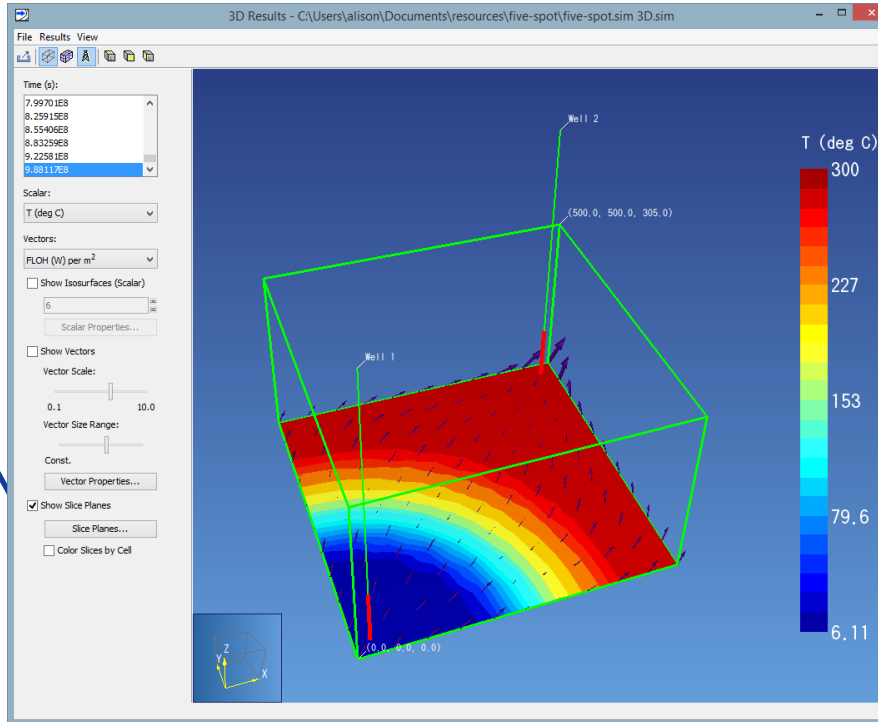 3D Results - C:\Users\alison\Documents\resources\five-spot\five-spot.sim 3D.sim
File Results View
Time (s):
7.99701E8
8.25915E8
8.55406E8
8.83259E8
9.22581E8
9.88117E8
Scalar:
T (deg C)
Vectors:
FLOH (W) per m²
Show Isosurfaces (Scalar)
6
Scalar Properties...
Show Vectors
Vector Scale:
0.1 10.0
Vector Size Range:
Const.
Vector Properties...
Show Slice Planes
Slice Planes...
Color Slices by Cell
Z
Y
X
Well 2
(500.0, 500.0, 305.0)
Well 1
(0.0, 0.0, 0.0)
T (deg C)
300
227
153
79.6
6.11